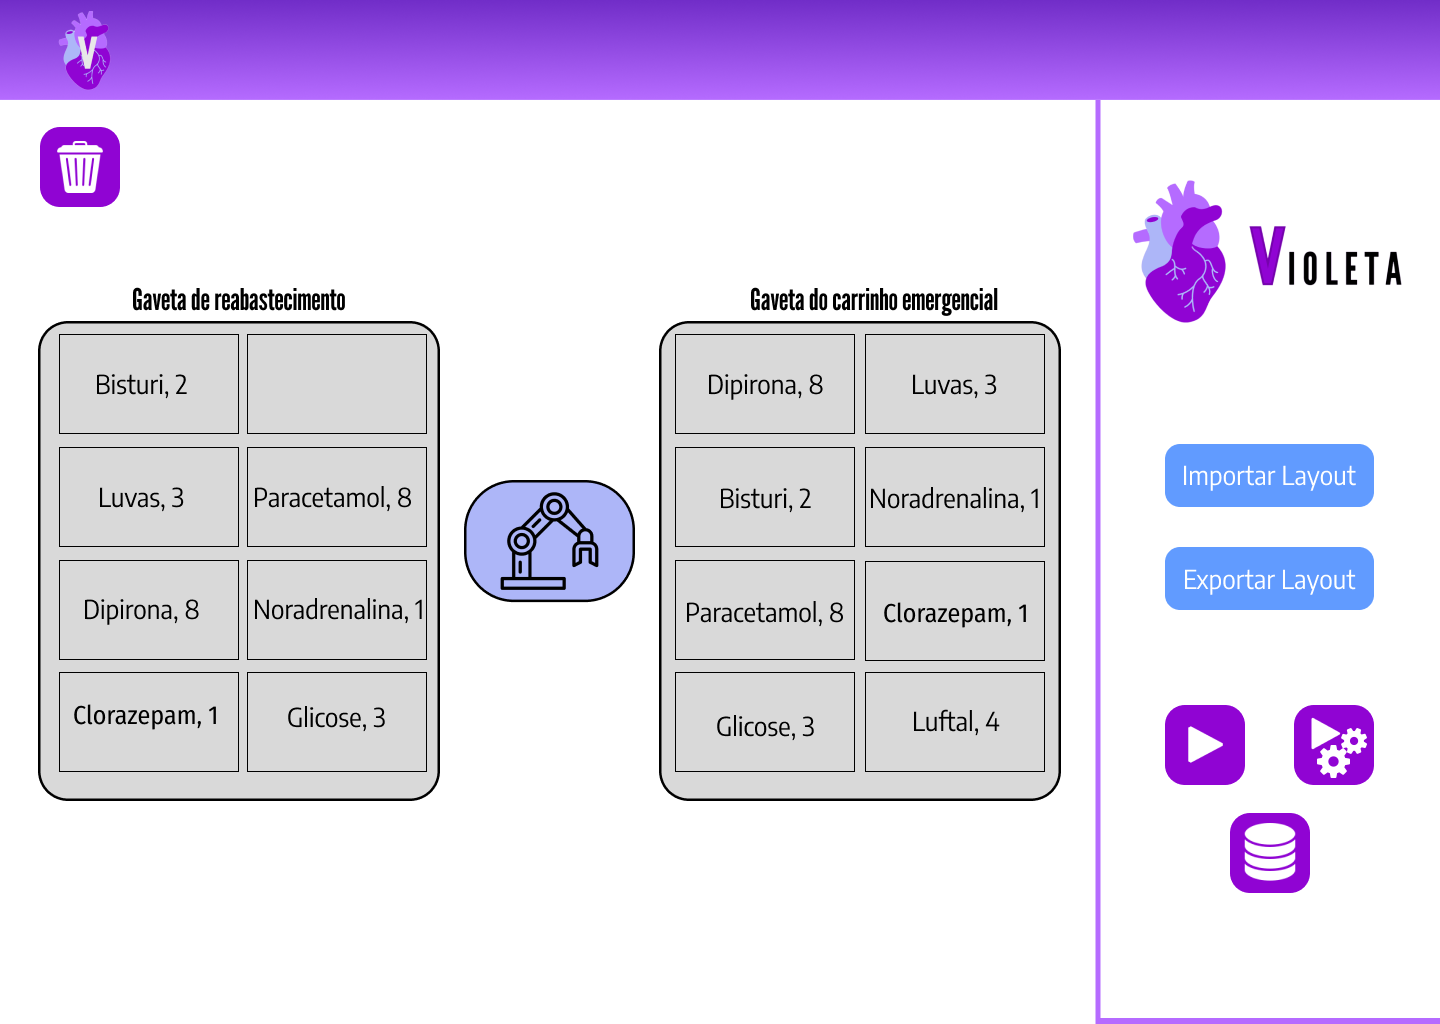 V
Gaveta de reabastecimento
Bisturi, 2
Luvas, 3
Paracetamol, 8
Dipirona, 8
Noradrenalina, 1
Clorazepam, 1
Glicose, 3
Gaveta do carrinho emergencial
Dipirona, 8
Luvas, 3
Bisturi, 2
Noradrenalina, 1
Paracetamol, 8
Clorazepam, 1
Glicose, 3
Luftal, 4
VIOLETA
Importar Layout
Exportar Layout